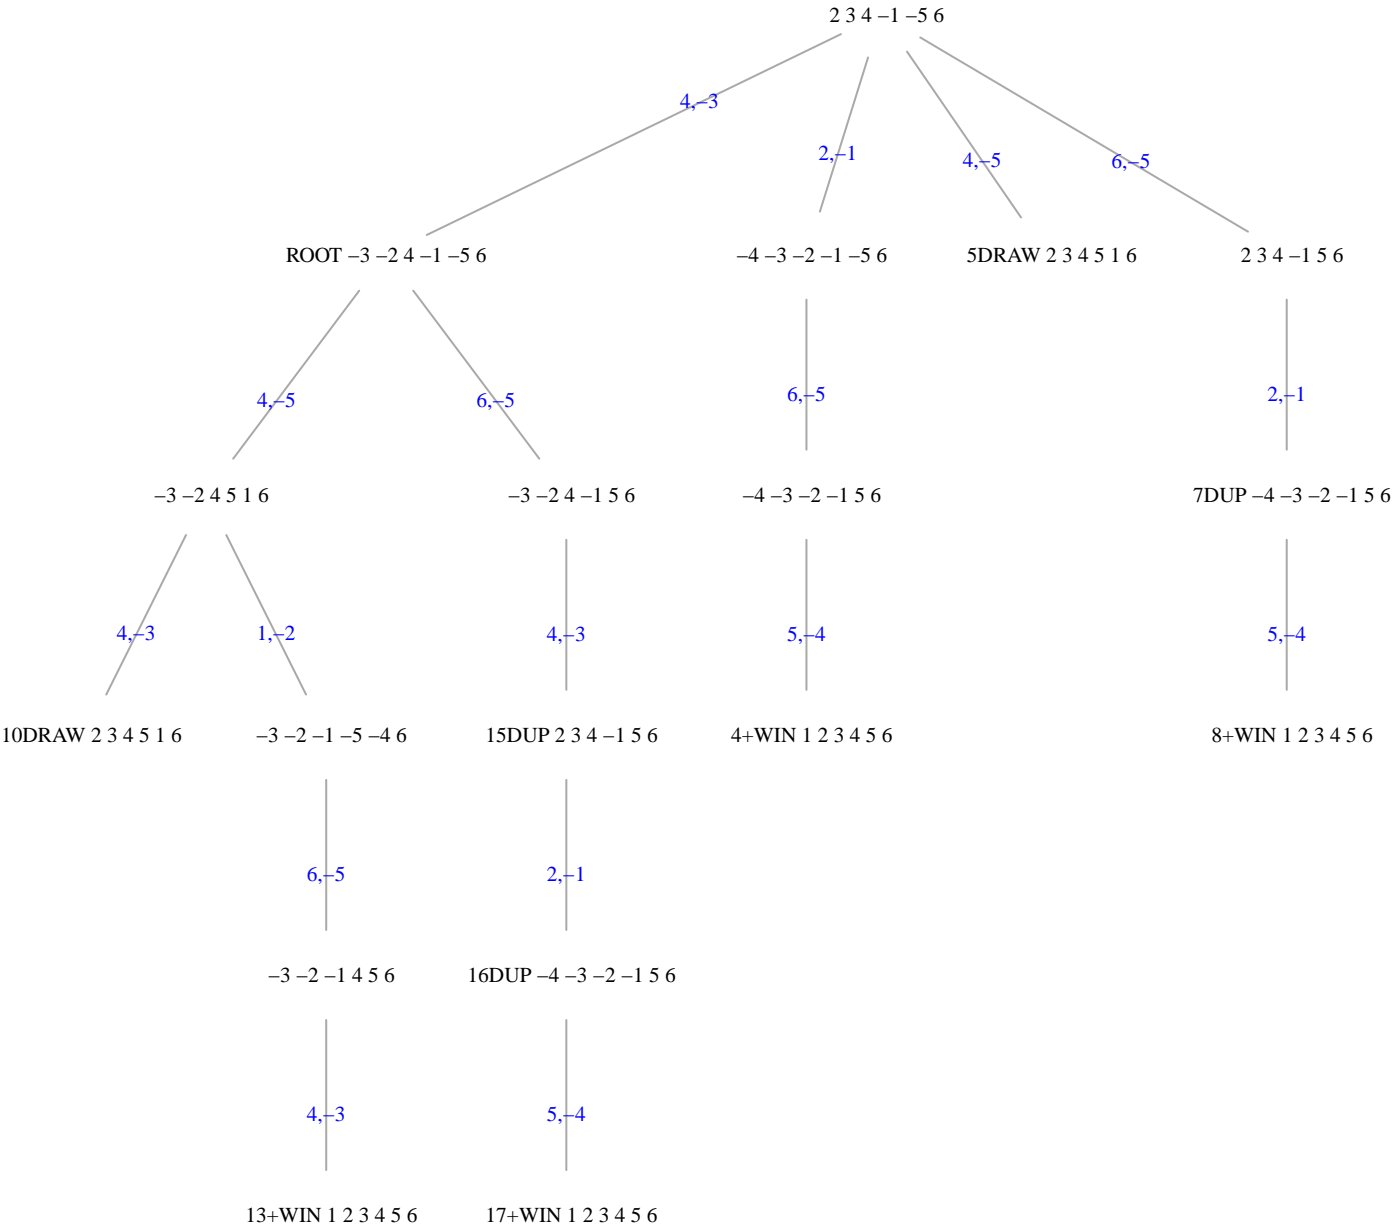 2 3 4 –1 –5 6
4,–3
2,–1
4,–5
6,–5
ROOT –3 –2 4 –1 –5 6
–4 –3 –2 –1 –5 6
5DRAW 2 3 4 5 1 6
2 3 4 –1 5 6
4,–5
6,–5
6,–5
2,–1
–3 –2 4 5 1 6
–3 –2 4 –1 5 6
–4 –3 –2 –1 5 6
7DUP –4 –3 –2 –1 5 6
4,–3
1,–2
4,–3
5,–4
5,–4
10DRAW 2 3 4 5 1 6
–3 –2 –1 –5 –4 6
15DUP 2 3 4 –1 5 6
4+WIN 1 2 3 4 5 6
8+WIN 1 2 3 4 5 6
6,–5
2,–1
–3 –2 –1 4 5 6
16DUP –4 –3 –2 –1 5 6
4,–3
5,–4
13+WIN 1 2 3 4 5 6
17+WIN 1 2 3 4 5 6